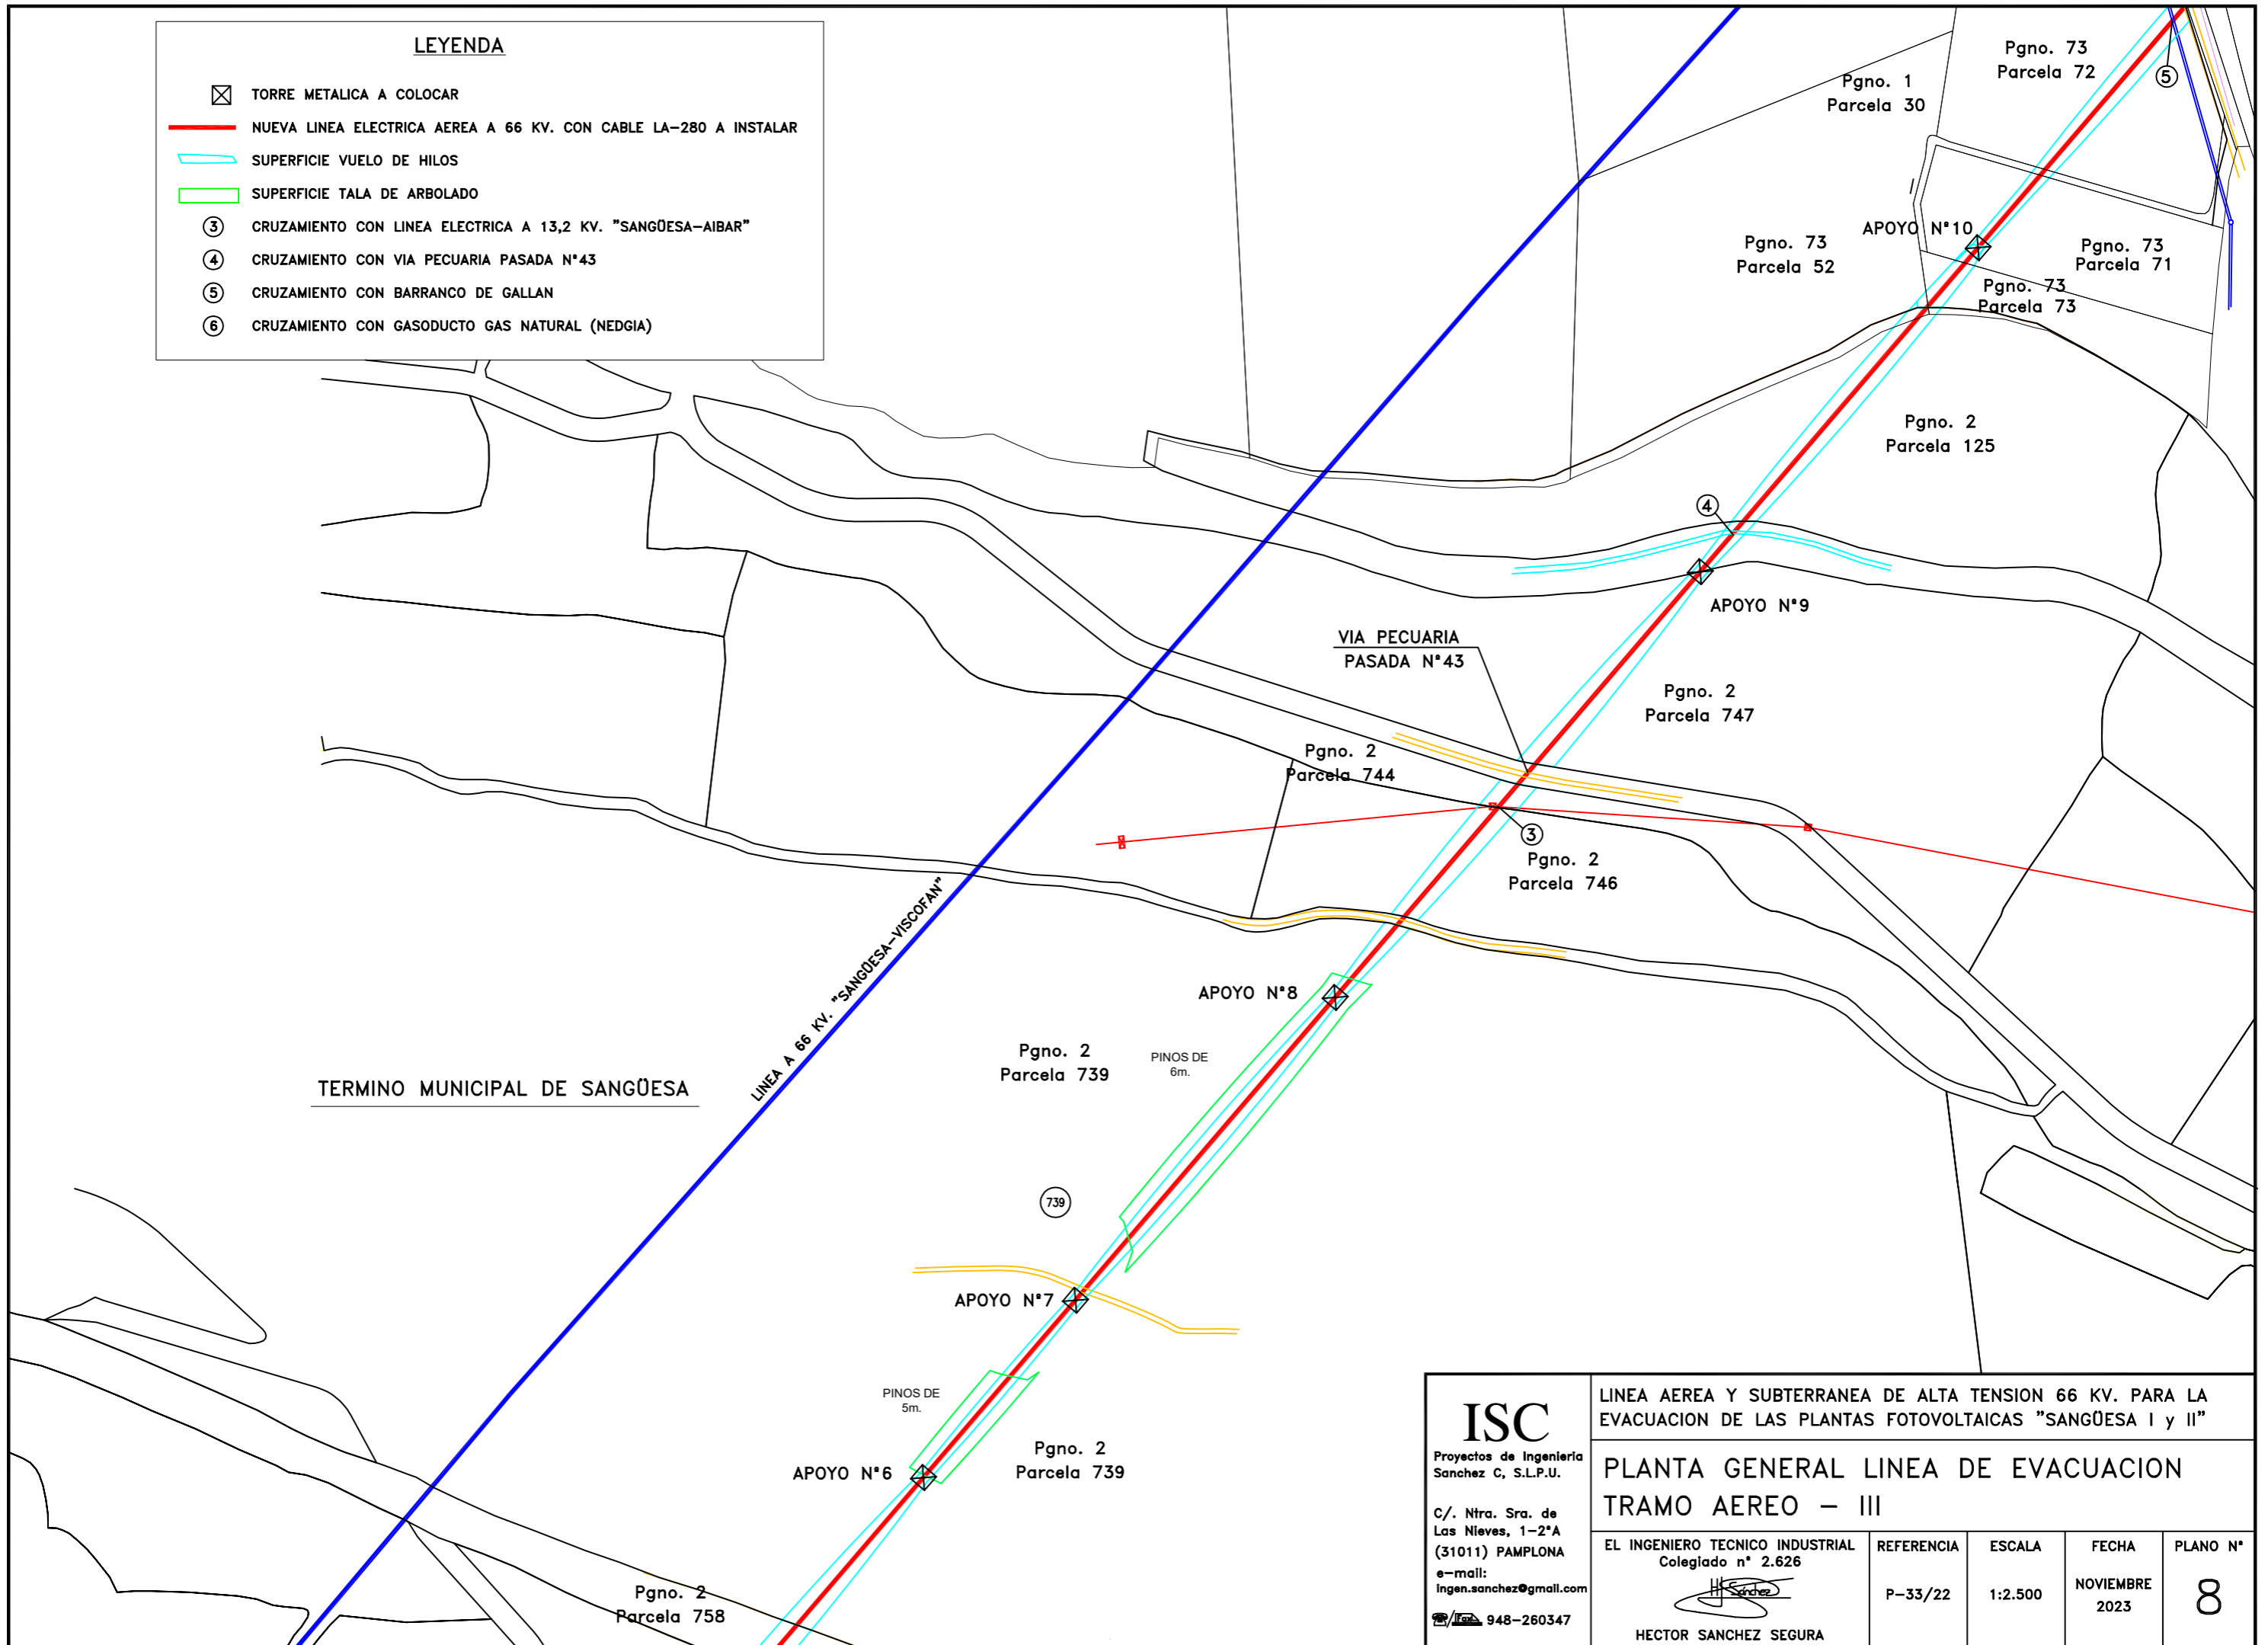 LEYENDA
TORRE METALICA A COLOCAR
NUEVA LINEA ELECTRICA AEREA A 66 KV. CON CABLE LA-280 A INSTALAR
SUPERFICIE VUELO DE HILOS
SUPERFICIE TALA DE ARBOLADO
3 CRUZAMIENTO CON LINEA ELECTRICA A 13,2 KV. "SANGÜESA-AIBAR"
4 CRUZAMIENTO CON VIA PECUARIA PASADA N°43
5 CRUZAMIENTO CON BARRANCO DE GALLAN
6 CRUZAMIENTO CON GASODUCTO GAS NATURAL (NEDGIA)
Pgno. 73
Parcela 72
5
Pgno. 1
Parcela 30
APOYO N°10
Pgno. 73
Parcela 52
Pgno. 73
Parcela 71
Pgno. 73
Parcela 73
Pgno. 2
Parcela 125
4
APOYO N°9
VIA PECUARIA
PASADA N°43
Pgno. 2
Parcela 747
Pgno. 2
Parcela 744
3
Pgno. 2
Parcela 746
LINEA A 66 KV. "SANGÜESA-VISCOFAN"
APOYO N°8
Pgno. 2
Parcela 739
PINOS DE
6m.
TERMINO MUNICIPAL DE SANGÜESA
739
APOYO N°7
PINOS DE
5m.
APOYO N°6
Pgno. 2
Parcela 739
Pgno. 2
Parcela 758
ISC
Proyectos de Ingenieria
Sanchez C, S.L.P.U.
C/. Ntra. Sra. de
Las Nieves, 1-2°A
(31011) PAMPLONA
e-mail:
ingen.sanchez@gmail.com
/Fax 948-260347
LINEA AEREA Y SUBTERRANEA DE ALTA TENSION 66 KV. PARA LA
EVACUACION DE LAS PLANTAS FOTOVOLTAICAS "SANGÜESA I y II"
PLANTA GENERAL LINEA DE EVACUACION
TRAMO AEREO - III
EL INGENIERO TECNICO INDUSTRIAL
Colegiado n° 2.626
H Sánchez
HECTOR SANCHEZ SEGURA
REFERENCIA
P-33/22
ESCALA
1:2.500
FECHA
NOVIEMBRE
2023
PLANO N°
8